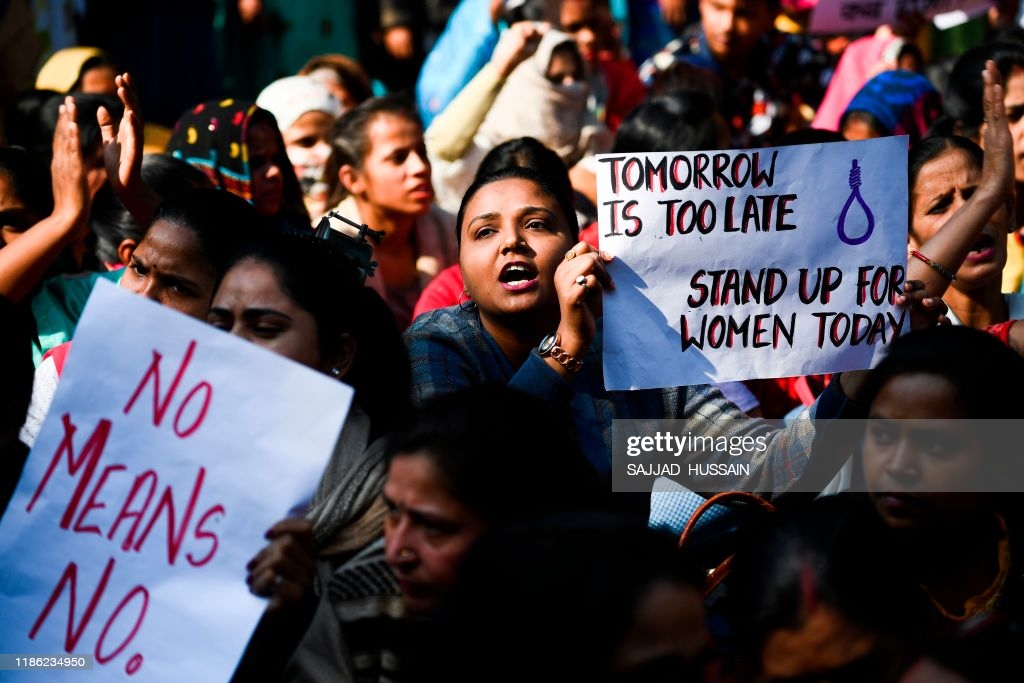 TOMORROW
IS TOO LATE
STAND UP FOR
WOMEN TODAY
NO
MEANS
NO.
gettyimages®
SAJJAD HUSSAIN
1186234950